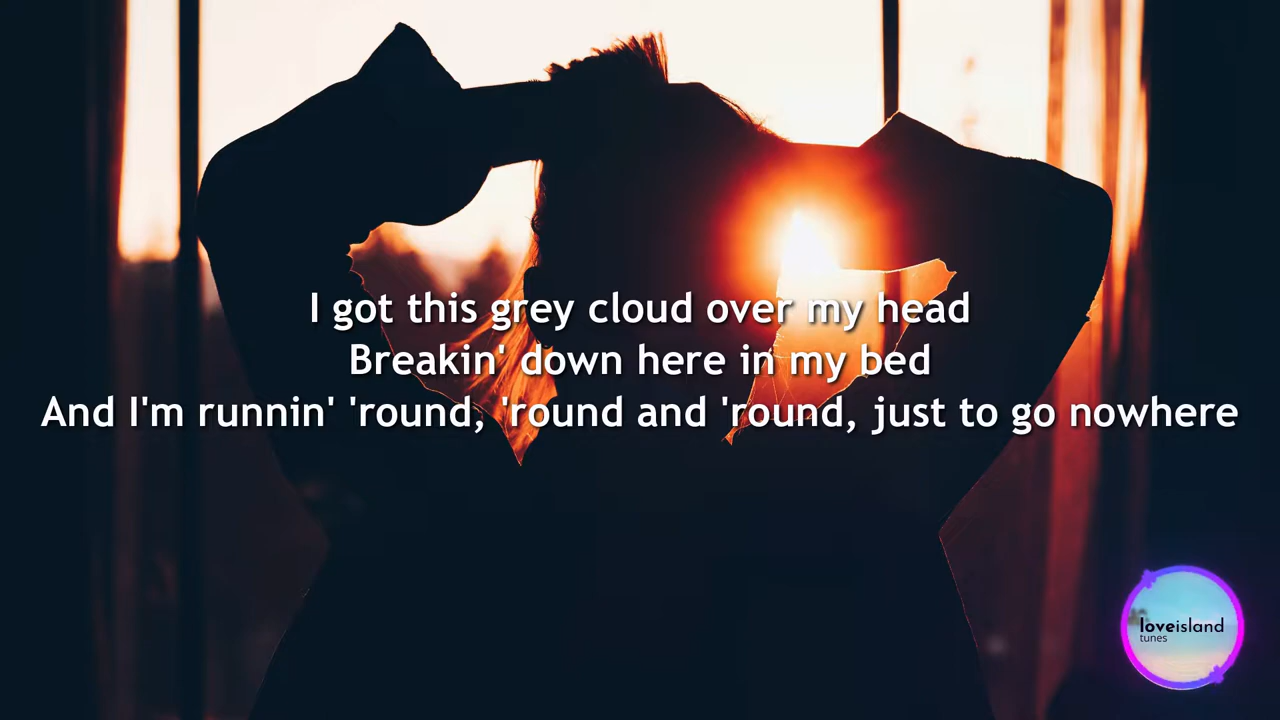 I got this grey cloud over my head
Breakin' down here in my bed
And I'm runnin' 'round, 'round and 'round, just to go nowhere
loveisland
tunes